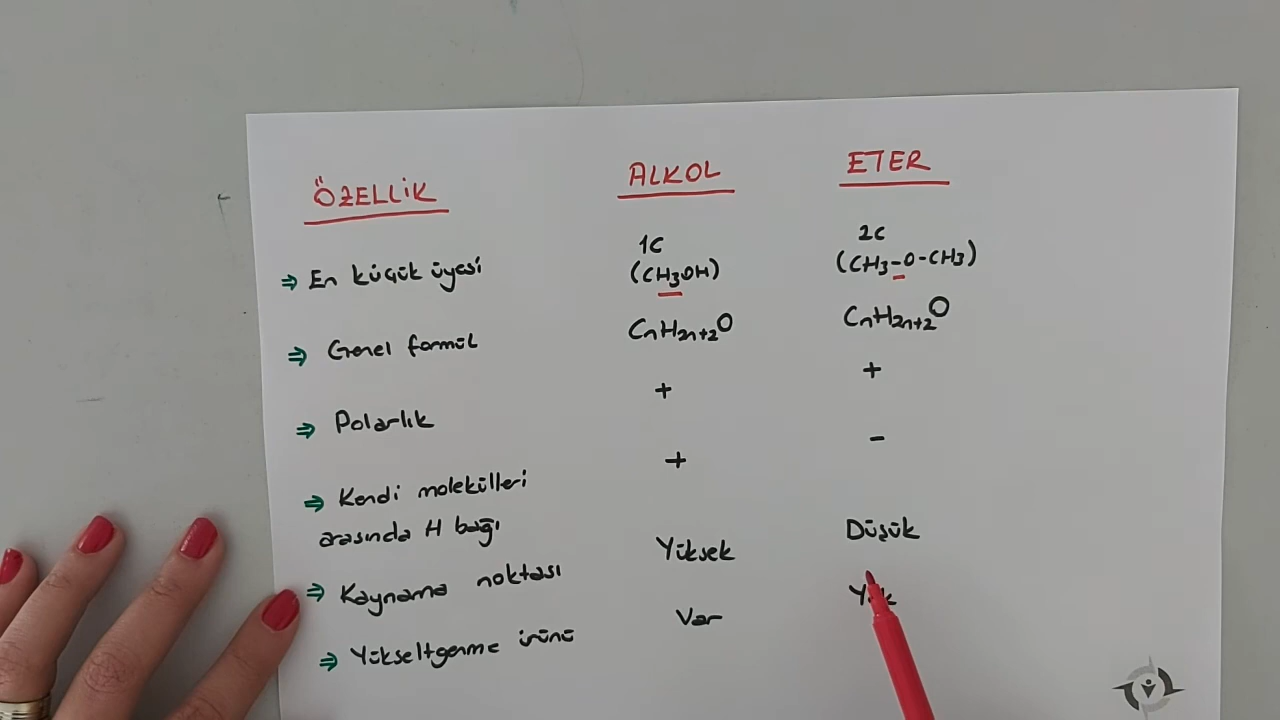 ÖZELLİK ALKOL ETER
1C 2C
⇒ En küçük üyesi (CH3OH) (CH3-O-CH3)
⇒ Genel formül CnH2n+2O CnH2n+2O
⇒ Polarlık + +
⇒ Kendi molekülleri + -
arasında H bağı
⇒ Kaynama noktası Yüksek Düşük
⇒ Yükseltgenme ürünü Var